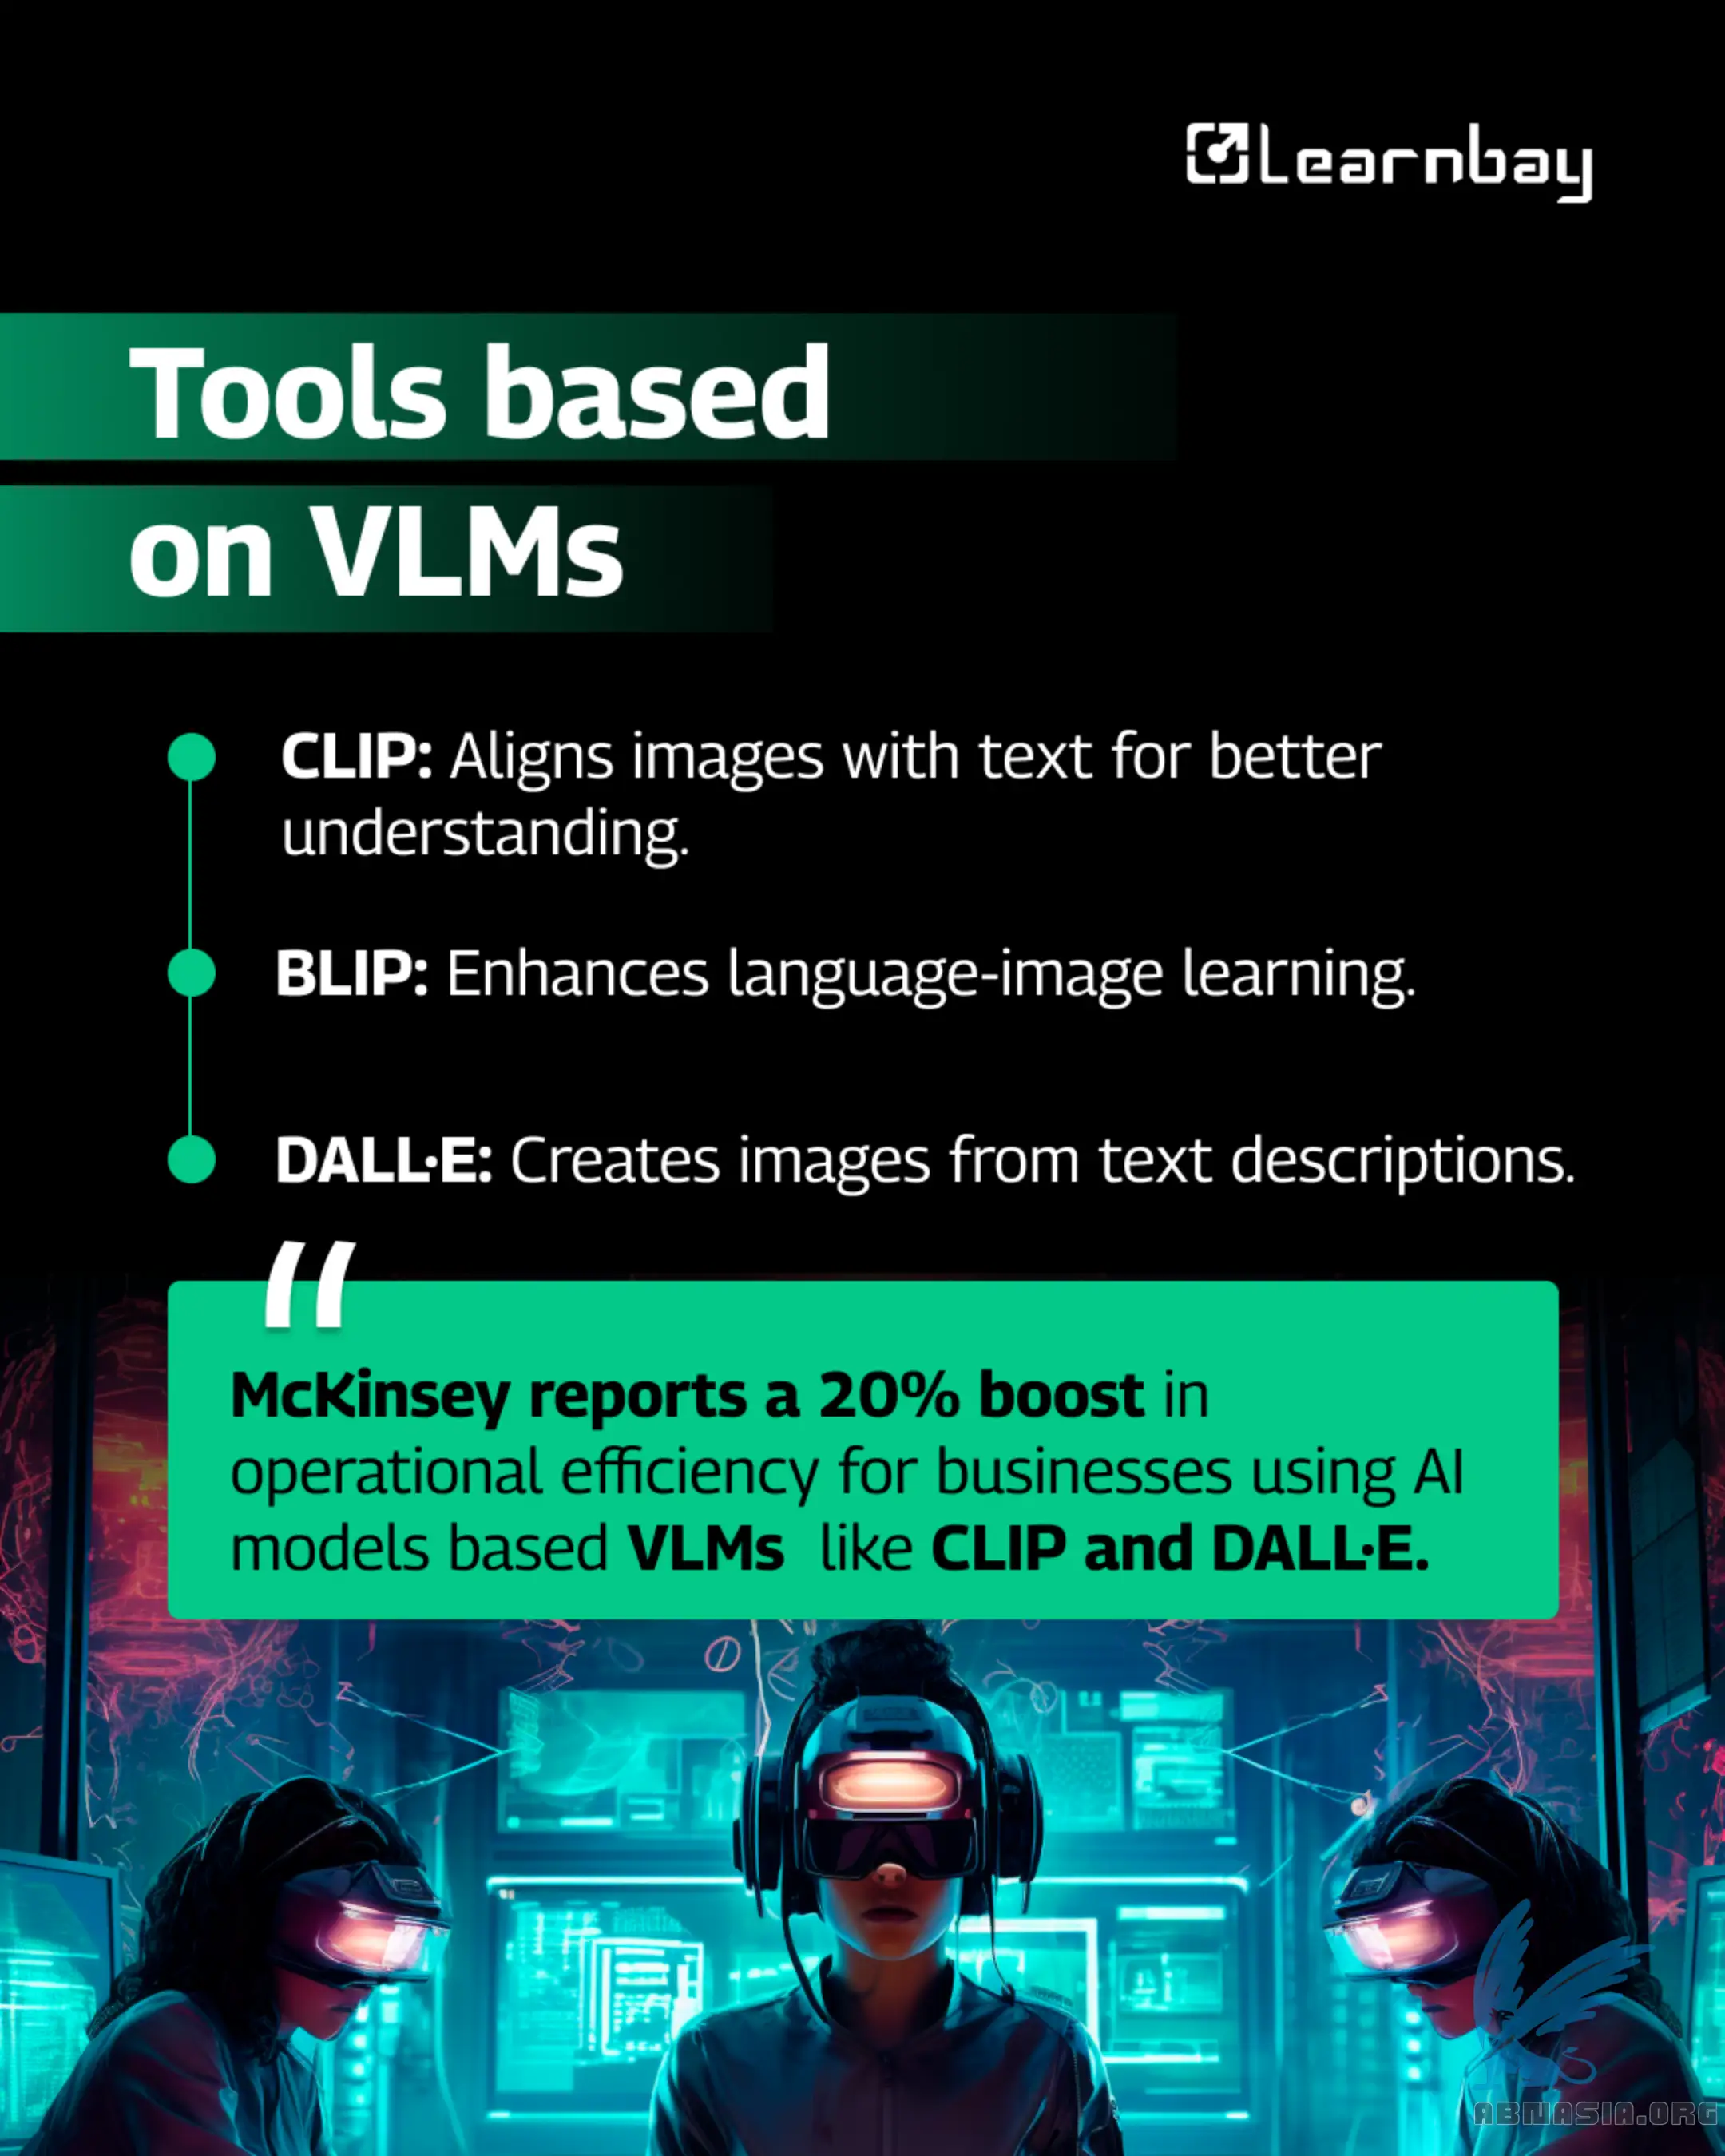 Learnbay
Tools based
on VLMs
CLIP: Aligns images with text for better
understanding.
BLIP: Enhances language-image learning.
DALL·E: Creates images from text descriptions.
“
McKinsey reports a 20% boost in
operational efficiency for businesses using AI
models based VLMs like CLIP and DALL·E.
ABNASIA.ORG